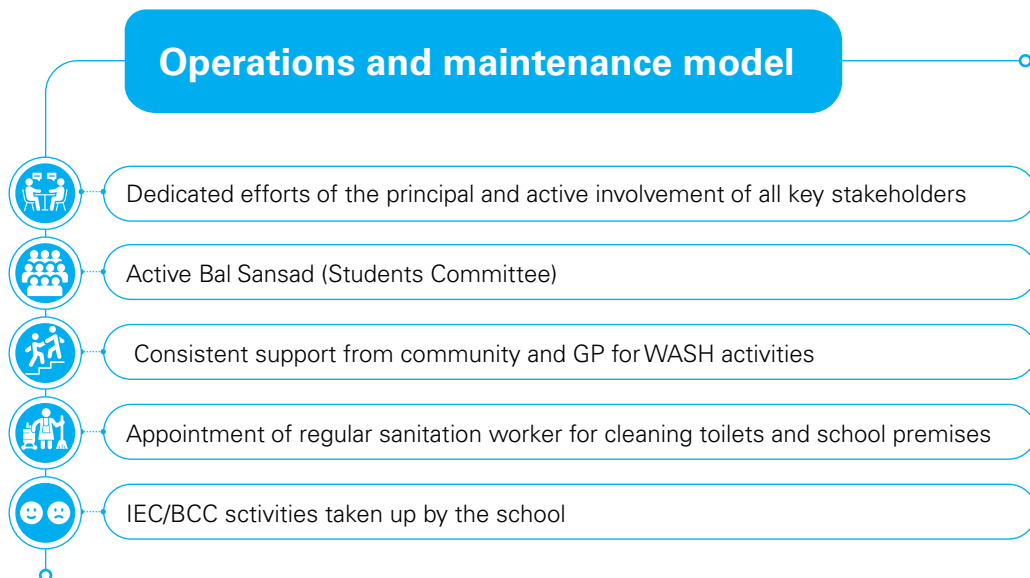 Operations and maintenance model
Dedicated efforts of the principal and active involvement of all key stakeholders
Active Bal Sansad (Students Committee)
Consistent support from community and GP for WASH activities
Appointment of regular sanitation worker for cleaning toilets and school premises
IEC/BCC sctivities taken up by the school